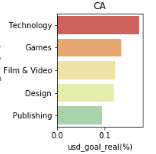 CA
Technology
Games
Film & Video
Design
Publishing
0.0
0.1
usd_goal_real(%)